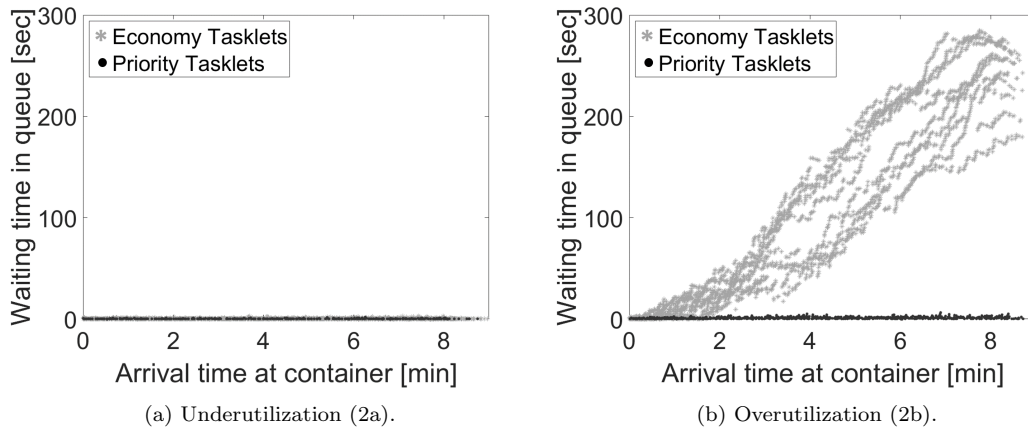 300
200
100
0
Waiting time in queue [sec]
Economy Tasklets
Priority Tasklets
0 2 4 6 8
Arrival time at container [min]
(a) Underutilization (2a).
300
200
100
0
Waiting time in queue [sec]
Economy Tasklets
Priority Tasklets
0 2 4 6 8
Arrival time at container [min]
(b) Overutilization (2b).